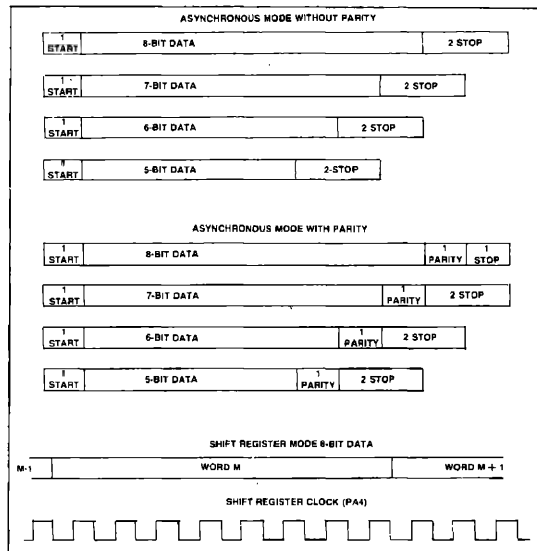 ASYNCHRONOUS MODE WITHOUT PARITY
1 START 8-BIT DATA 2 STOP
1 START 7-BIT DATA 2 STOP
1 START 6-BIT DATA 2 STOP
1 START 5-BIT DATA 2-STOP
ASYNCHRONOUS MODE WITH PARITY
1 START 8-BIT DATA 1 PARITY 1 STOP
1 START 7-BIT DATA 1 PARITY 2 STOP
1 START 6-BIT DATA 1 PARITY 2 STOP
1 START 5-BIT DATA 1 PARITY 2 STOP
SHIFT REGISTER MODE 8-BIT DATA
M-1 WORD M WORD M + 1
SHIFT REGISTER CLOCK (PA4)